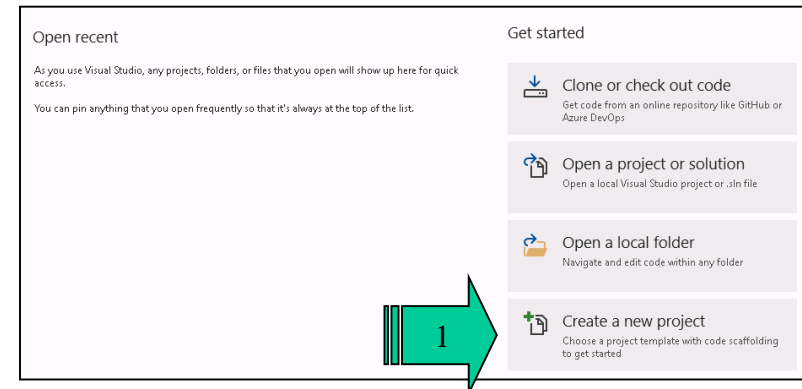 Open recent
As you use Visual Studio, any projects, folders, or files that you open will show up here for quick
access.
You can pin anything that you open frequently so that it's always at the top of the list.
Get started
Clone or check out code
Get code from an online repository like GitHub or
Azure DevOps
Open a project or solution
Open a local Visual Studio project or .sln file
Open a local folder
Navigate and edit code within any folder
1
Create a new project
Choose a project template with code scaffolding
to get started